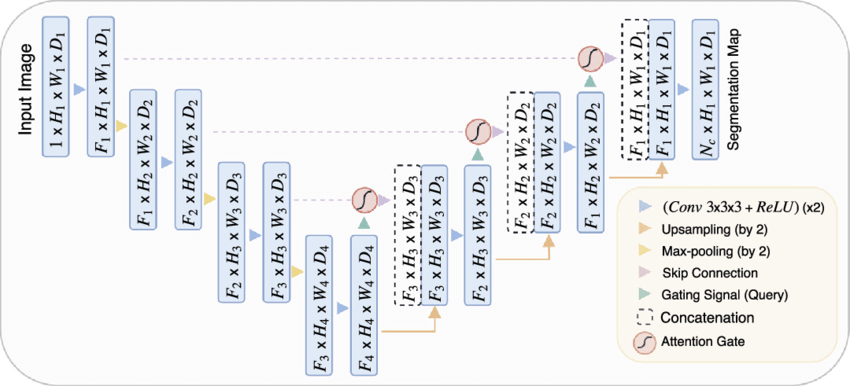 Input Image
1 x H₁ x W₁ x D₁
F₁ x H₁ x W₁ x D₁
F₁ x H₂ x W₂ x D₂
F₂ x H₂ x W₂ x D₂
F₂ x H₃ x W₃ x D₃
F₃ x H₃ x W₃ x D₃
F₃ x H₄ x W₄ x D₄
F₄ x H₄ x W₄ x D₄
F₃ x H₃ x W₃ x D₃
F₃ x H₃ x W₃ x D₃
F₂ x H₃ x W₃ x D₃
F₂ x H₂ x W₂ x D₂
F₂ x H₂ x W₂ x D₂
F₁ x H₂ x W₂ x D₂
F₁ x H₁ x W₁ x D₁
F₁ x H₁ x W₁ x D₁
N_c x H₁ x W₁ x D₁
Segmentation Map
(Conv 3x3x3 + ReLU) (x2)
Upsampling (by 2)
Max-pooling (by 2)
Skip Connection
Gating Signal (Query)
Concatenation
Attention Gate